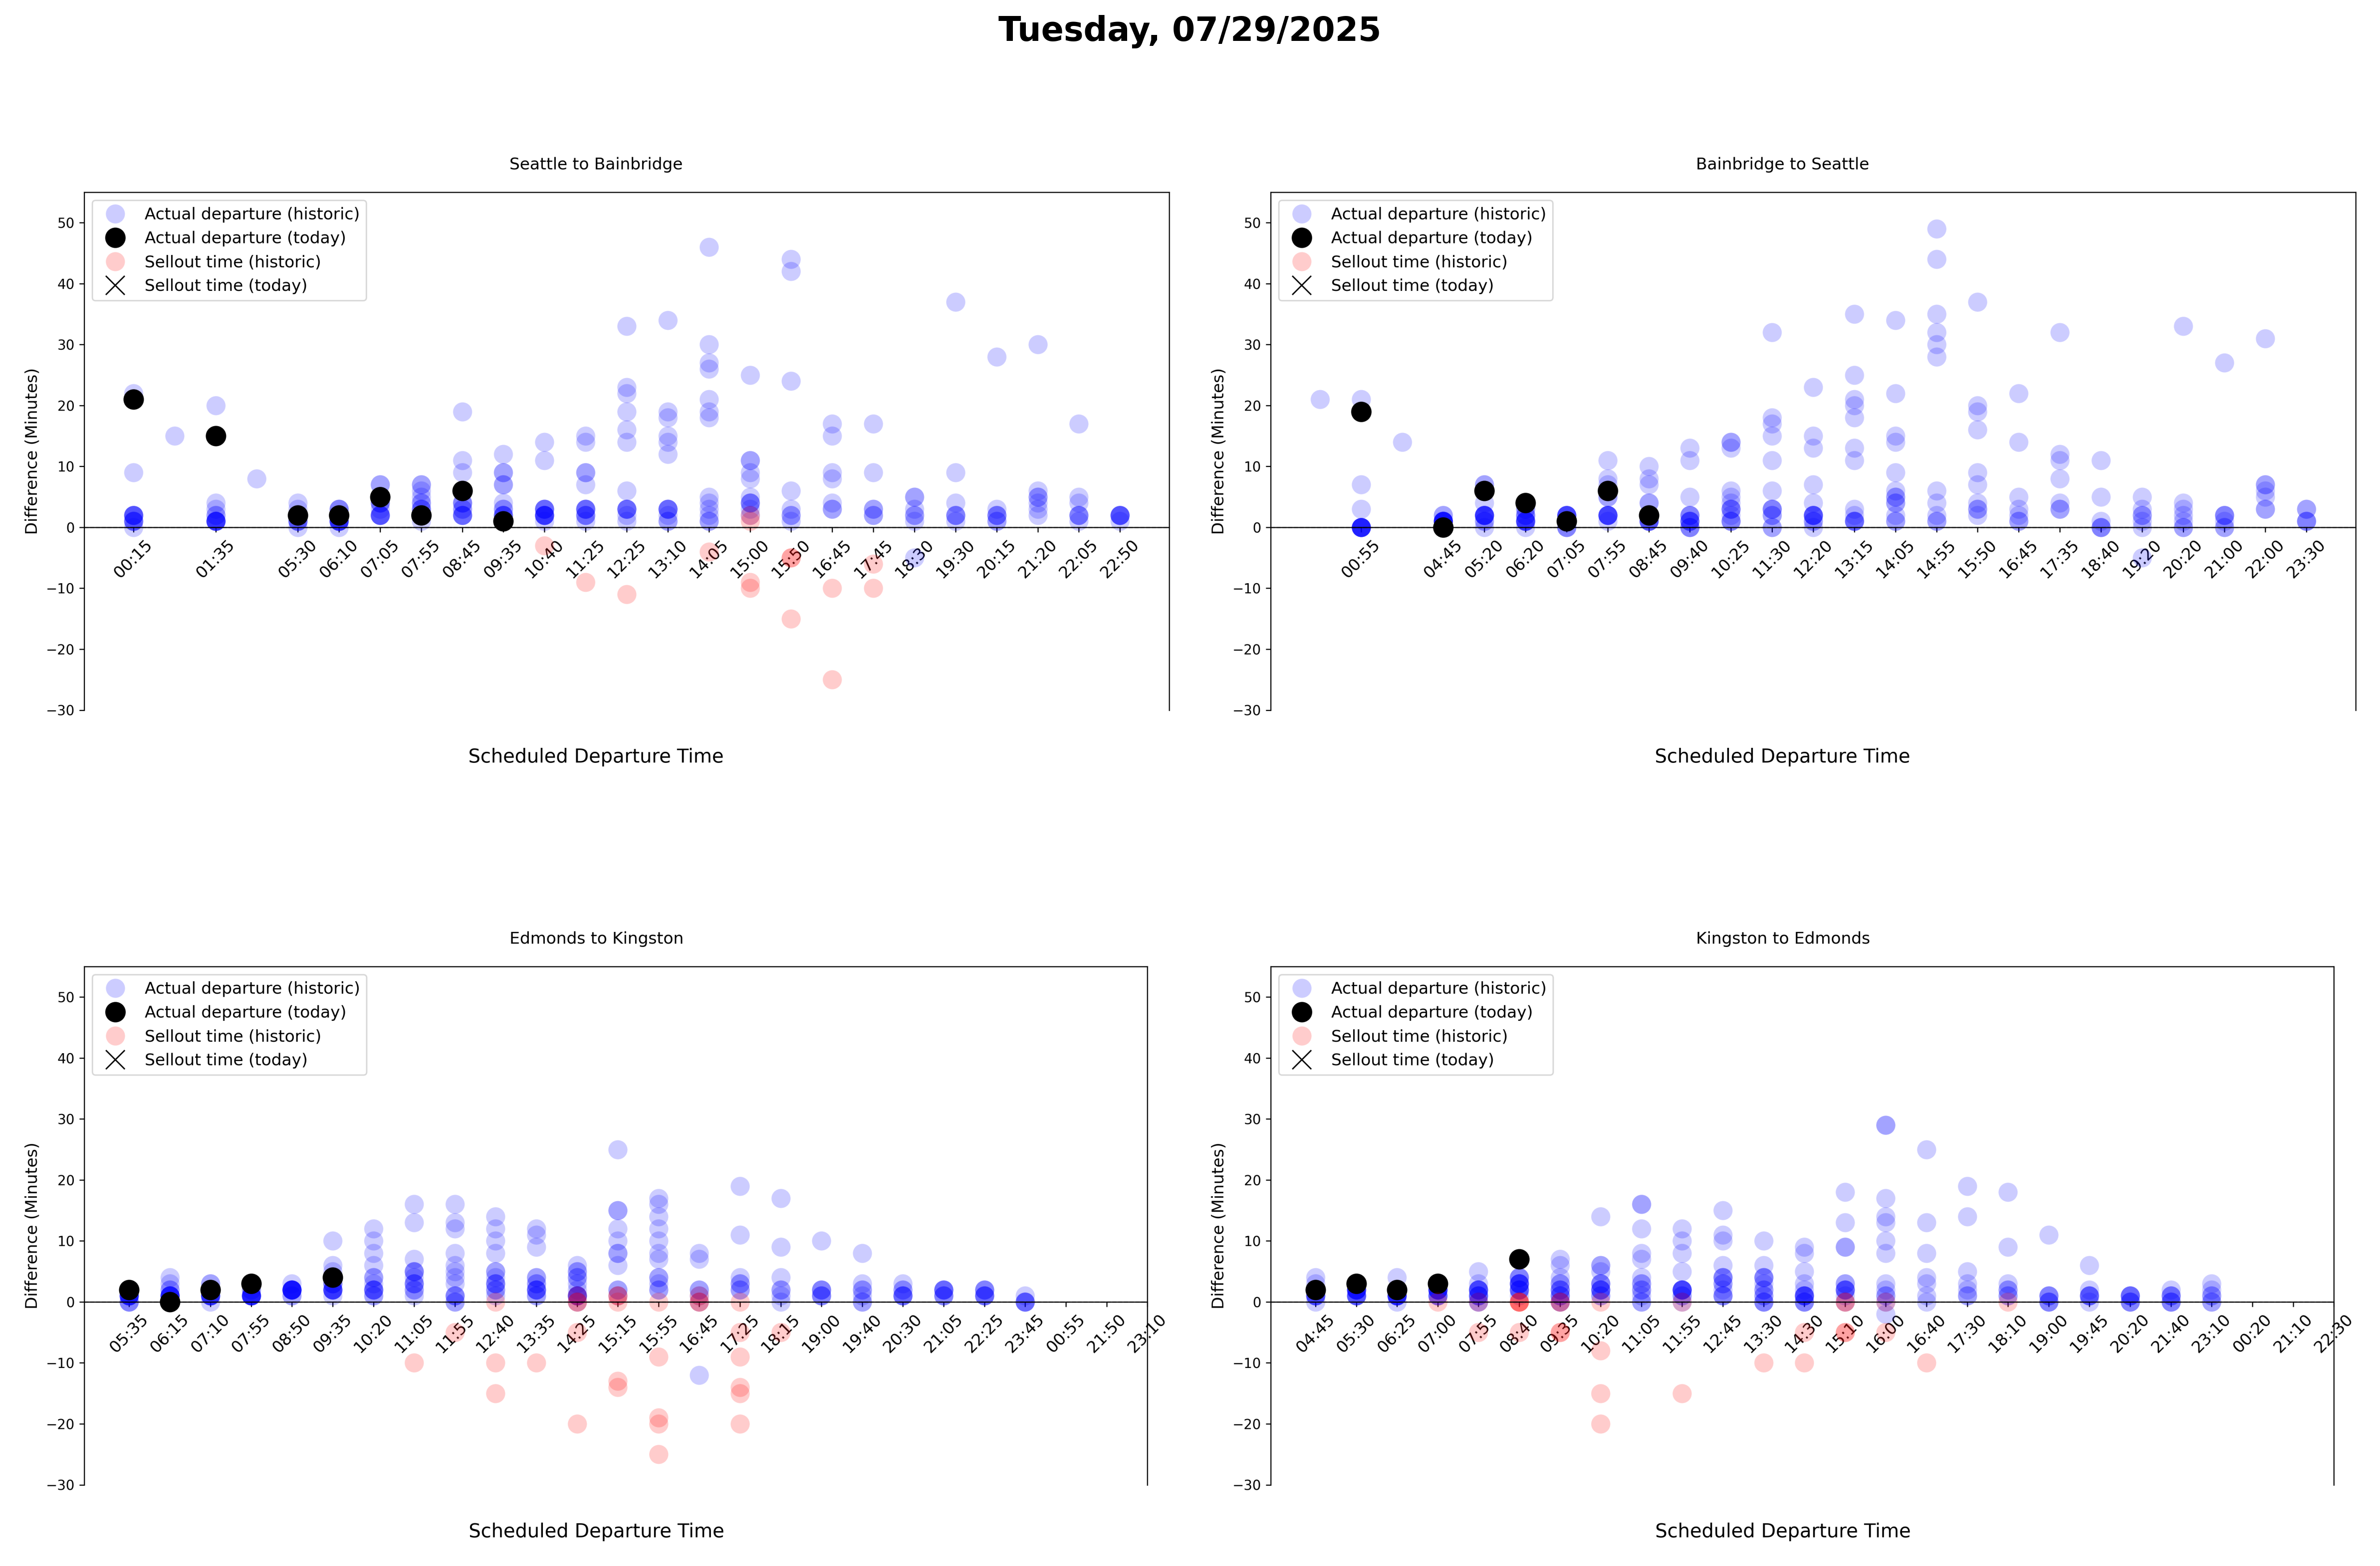 Tuesday, 07/29/2025
Seattle to Bainbridge
Difference (Minutes)
50
40
30
20
10
0
−10
−20
−30
Actual departure (historic)
Actual departure (today)
Sellout time (historic)
Sellout time (today)
00:15 01:35 05:30 06:10 07:05 07:55 08:45 09:35 10:40 11:25 12:25 13:10 14:05 15:00 15:50 16:45 17:45 18:30 19:30 20:15 21:20 22:05 22:50
Scheduled Departure Time
Bainbridge to Seattle
Difference (Minutes)
50
40
30
20
10
0
−10
−20
−30
Actual departure (historic)
Actual departure (today)
Sellout time (historic)
Sellout time (today)
00:55 04:45 05:20 06:20 07:05 07:55 08:45 09:40 10:25 11:30 12:20 13:15 14:05 14:55 15:50 16:45 17:35 18:40 19:20 20:20 21:00 22:00 23:30
Scheduled Departure Time
Edmonds to Kingston
Difference (Minutes)
50
40
30
20
10
0
−10
−20
−30
Actual departure (historic)
Actual departure (today)
Sellout time (historic)
Sellout time (today)
05:35 06:15 07:10 07:55 08:50 09:35 10:20 11:05 11:55 12:40 13:35 14:25 15:15 15:55 16:45 17:25 18:15 19:00 19:40 20:30 21:05 22:25 23:45 00:55 21:50 23:10
Scheduled Departure Time
Kingston to Edmonds
Difference (Minutes)
50
40
30
20
10
0
−10
−20
−30
Actual departure (historic)
Actual departure (today)
Sellout time (historic)
Sellout time (today)
04:45 05:30 06:25 07:00 07:55 08:40 09:35 10:20 11:05 11:55 12:45 13:30 14:30 15:10 16:00 16:40 17:30 18:10 19:00 19:45 20:20 21:40 23:10 00:20 21:10 22:30
Scheduled Departure Time